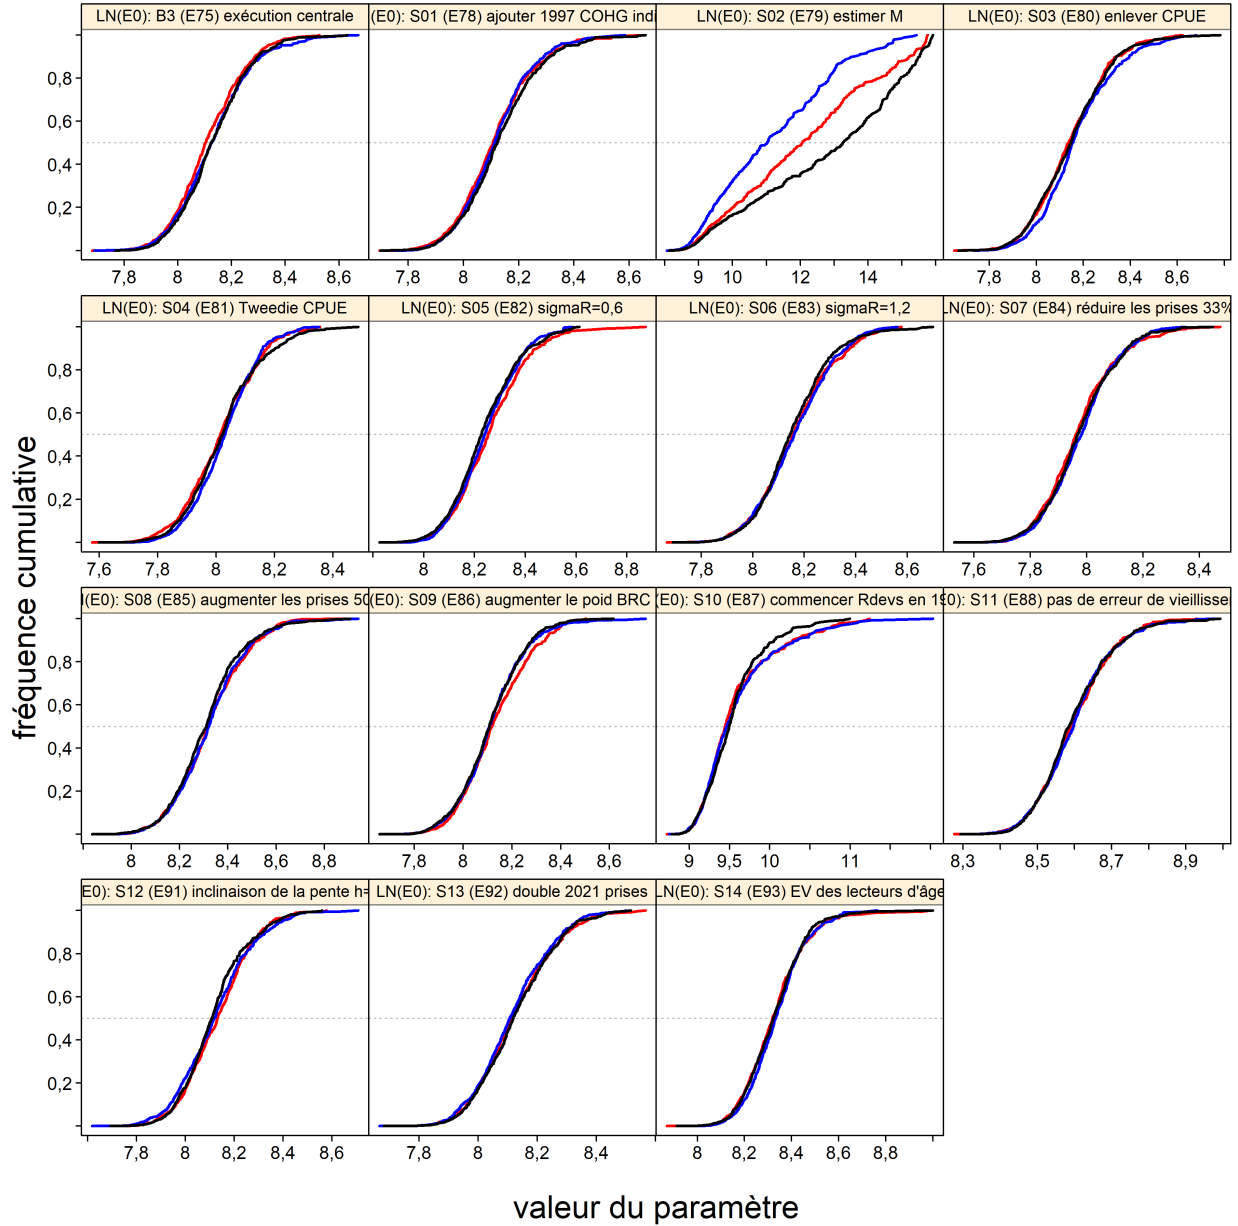 LN(E0): B3 (E75) exécution centrale
(E0): S01 (E78) ajouter 1997 COHG indi
LN(E0): S02 (E79) estimer M
LN(E0): S03 (E80) enlever CPUE
0,8
0,6
0,4
0,2
7,8 8 8,2 8,4 8,6
7,8 8 8,2 8,4 8,6
9 10 12 14
7,8 8 8,2 8,4 8,6
LN(E0): S04 (E81) Tweedie CPUE
LN(E0): S05 (E82) sigmaR=0,6
LN(E0): S06 (E83) sigmaR=1,2
LN(E0): S07 (E84) réduire les prises 33%
0,8
0,6
0,4
0,2
7,6 7,8 8 8,2 8,4
8 8,2 8,4 8,6 8,8
7,8 8 8,2 8,4 8,6
7,6 7,8 8 8,2 8,4
(E0): S08 (E85) augmenter les prises 50
(E0): S09 (E86) augmenter le poid BRC
(E0): S10 (E87) commencer Rdevs en 19
0): S11 (E88) pas de erreur de vieillisse
0,8
0,6
0,4
0,2
8 8,2 8,4 8,6 8,8
7,8 8 8,2 8,4 8,6
9 9,5 10 11
8,3 8,5 8,7 8,9
E0): S12 (E91) inclinaison de la pente h=
LN(E0): S13 (E92) double 2021 prises
LN(E0): S14 (E93) EV des lecteurs d'âge
0,8
0,6
0,4
0,2
7,8 8 8,2 8,4 8,6
7,8 8 8,2 8,4
8 8,2 8,4 8,6 8,8
fréquence cumulative
valeur du paramètre